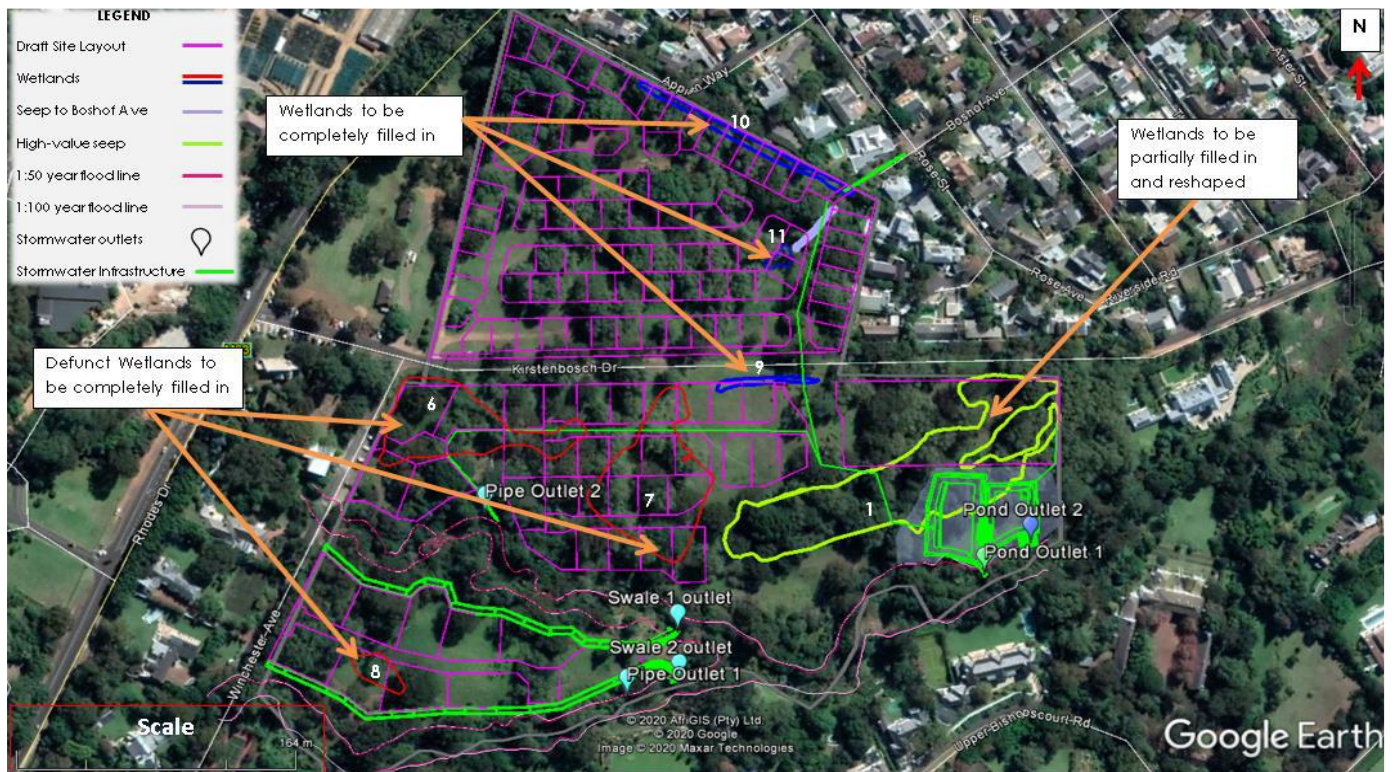 LEGEND
Draft Site Layout
Wetlands
Seep to Boshof Ave
High-value seep
1:50 year flood line
1:100 year flood line
Stormwater outlets
Stormwater Infrastructure
N
Wetlands to be
completely filled in
Wetlands to be
partially filled in
and reshaped
Defunct Wetlands to
be completely filled in
10
11
9
6
7
1
8
Boshof Ave
Rose St
Aster St
Rose Ave
Riverside Rd
Kirstenbosch Dr
Rhodes Dr
Winchester Ave
Upper Bishopscourt Rd
Pipe Outlet 2
Pond Outlet 2
Pond Outlet 1
Swale 1 outlet
Swale 2 outlet
Pipe Outlet 1
Scale
164 m
© 2020 AfriGIS (Pty) Ltd
© 2020 Google
Image © 2020 Maxar Technologies
Google Earth